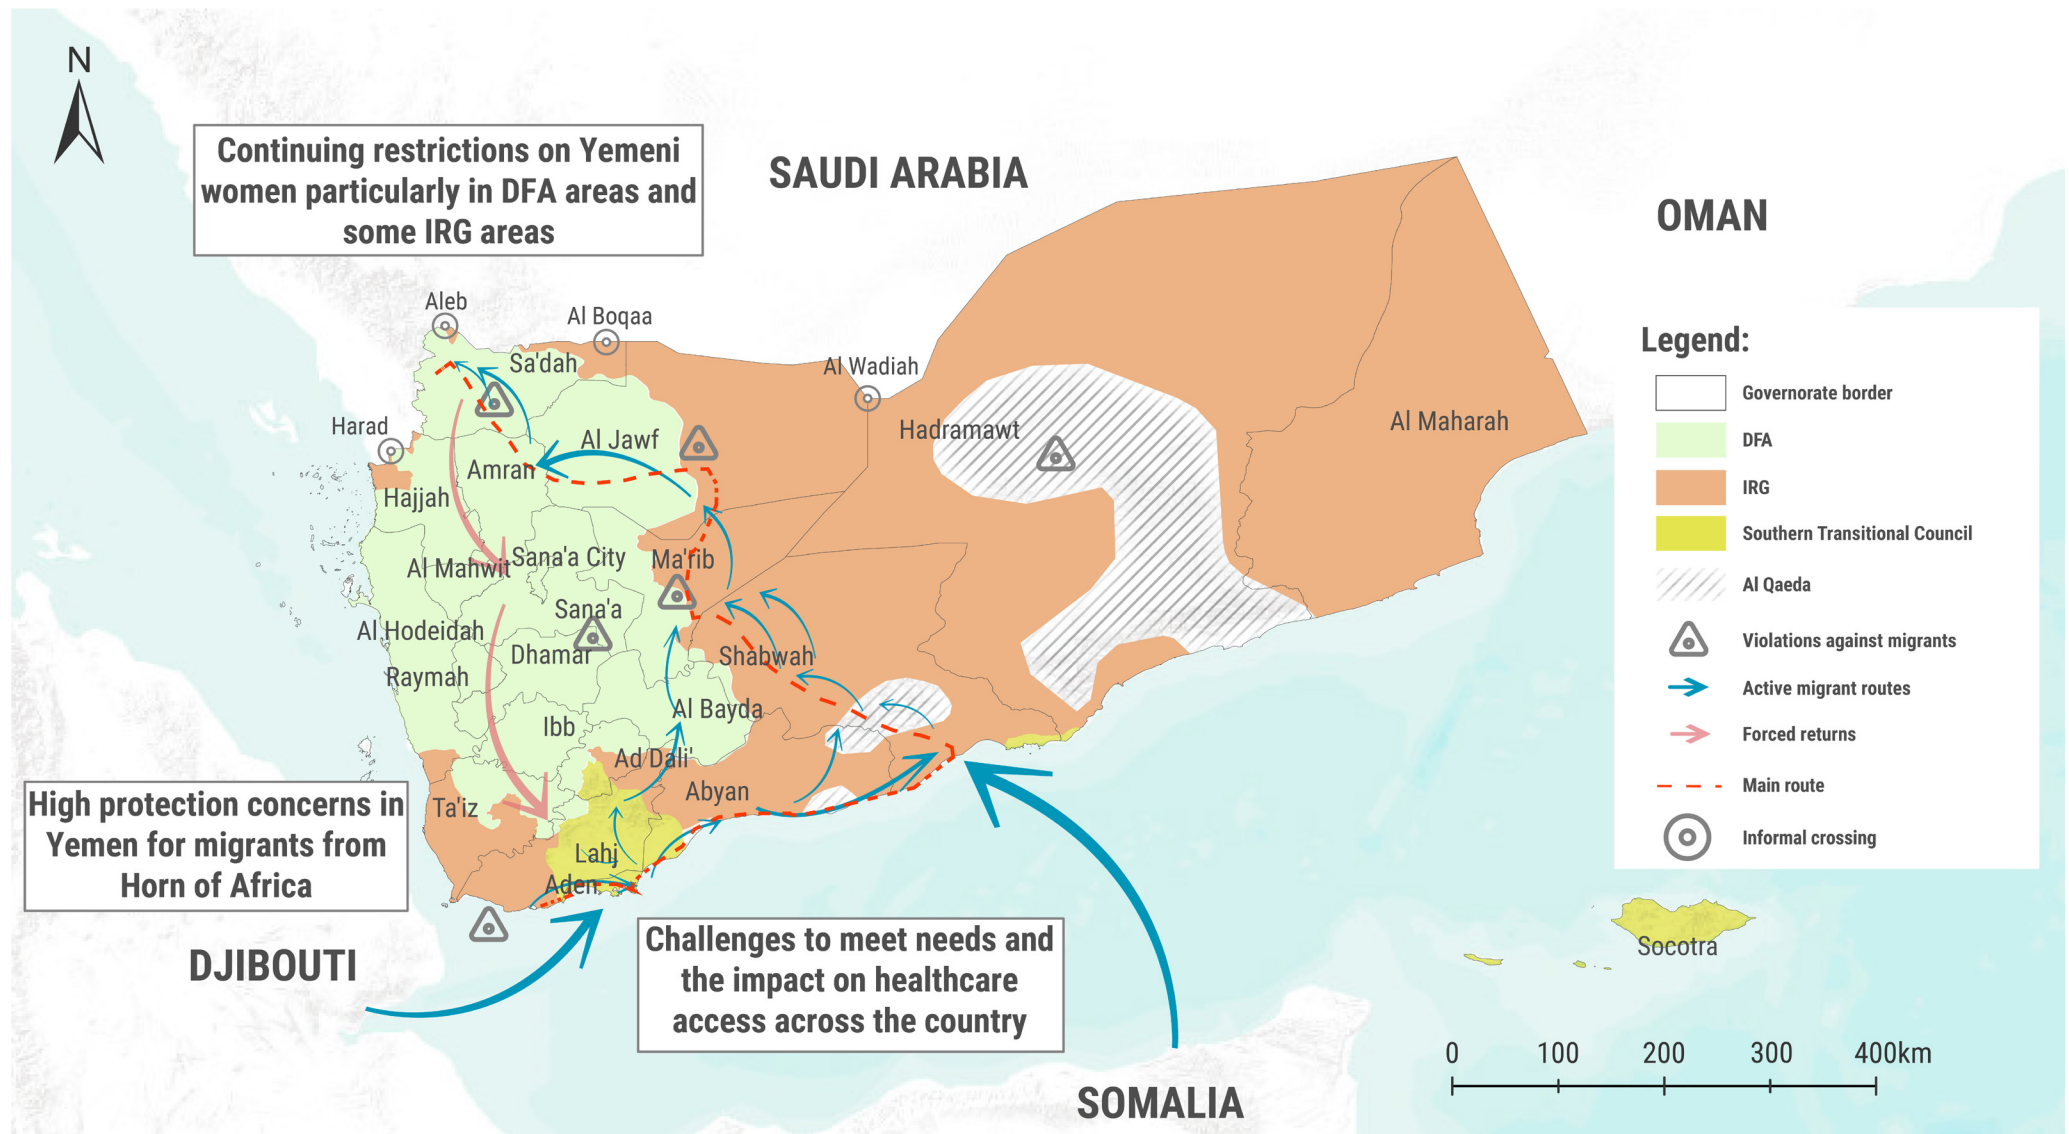 N
Continuing restrictions on Yemeni
women particularly in DFA areas and
some IRG areas
SAUDI ARABIA
OMAN
Aleb
Al Boqaa
Al Wadiah
Harad
Sa'dah
Al Jawf
Amran
Hajjah
Hadramawt
Al Maharah
Sana'a City
Ma'rib
Al Mahwit
Sana'a
Al Hodeidah
Dhamar
Shabwah
Raymah
Al Bayda
Ibb
Ad Dali'
Abyan
Ta'iz
Lahj
Aden
High protection concerns in
Yemen for migrants from
Horn of Africa
DJIBOUTI
Challenges to meet needs and
the impact on healthcare
access across the country
SOMALIA
Legend:
Governorate border
DFA
IRG
Southern Transitional Council
Al Qaeda
Violations against migrants
Active migrant routes
Forced returns
Main route
Informal crossing
Socotra
0 100 200 300 400km